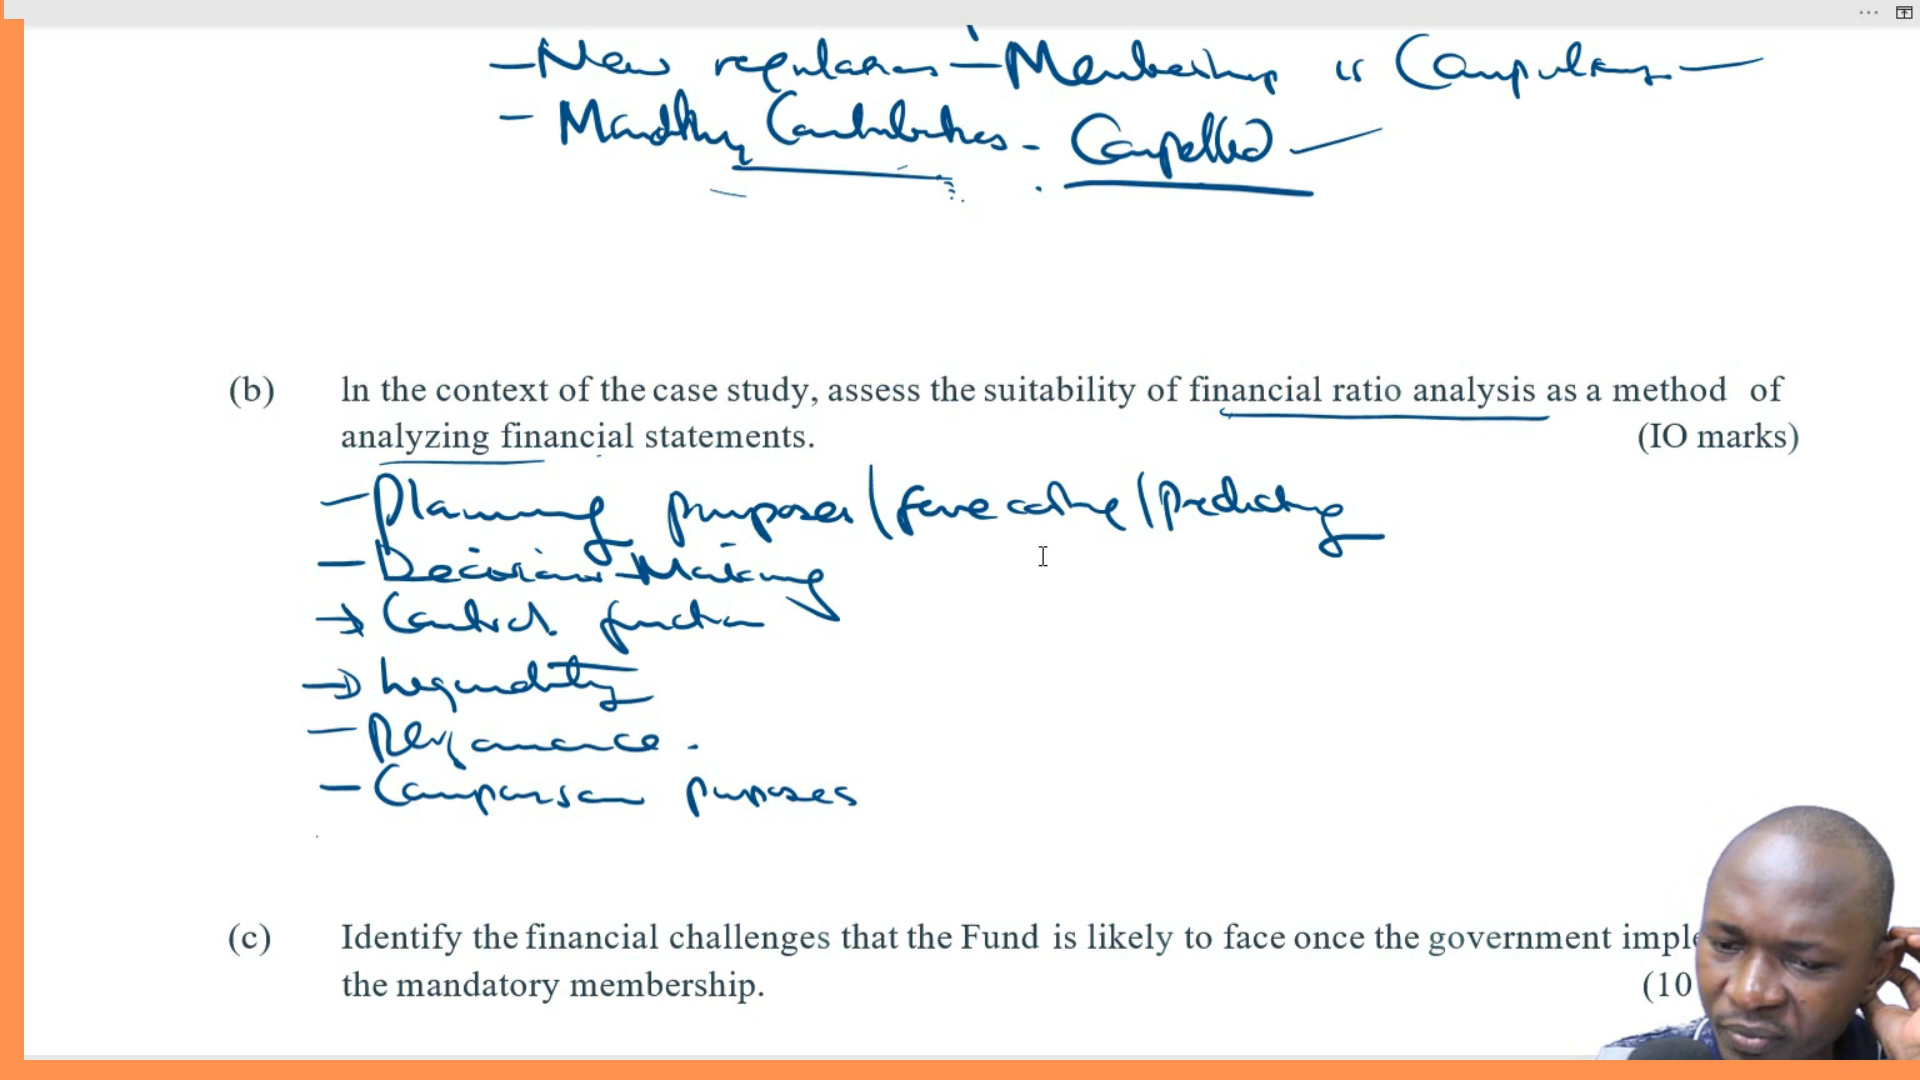 - New regulations - Membership is Compulsory -
- Monthly Contributions - Compelled -
(b) ln the context of the case study, assess the suitability of financial ratio analysis as a method of
analyzing financial statements. (IO marks)
- Planning purposes / forecasting / Predicting
- Decision Making
→ Control function
→ Liquidity
- Performance.
- Comparison purposes
(c) Identify the financial challenges that the Fund is likely to face once the government imple
the mandatory membership. (10